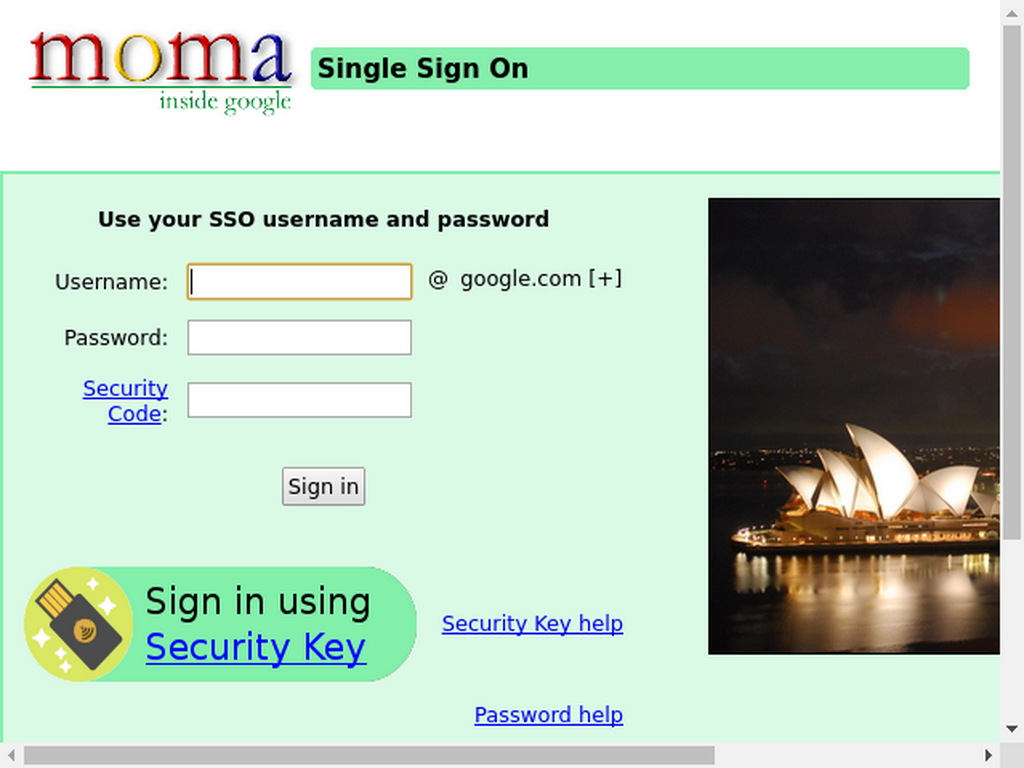 moma
inside google
Single Sign On
Use your SSO username and password
Username:
@ google.com [+]
Password:
Security
Code:
Sign in
Sign in using
Security Key
Security Key help
Password help